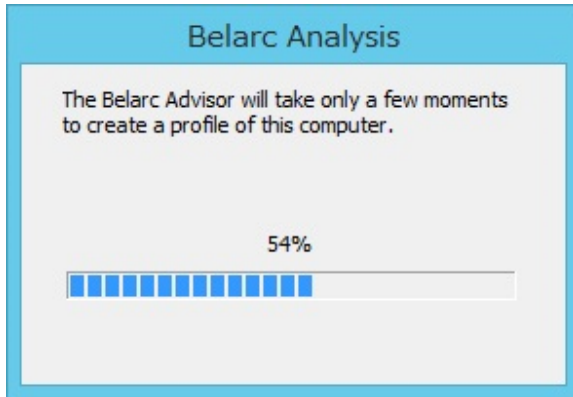 Belarc Analysis
The Belarc Advisor will take only a few moments
to create a profile of this computer.
54%